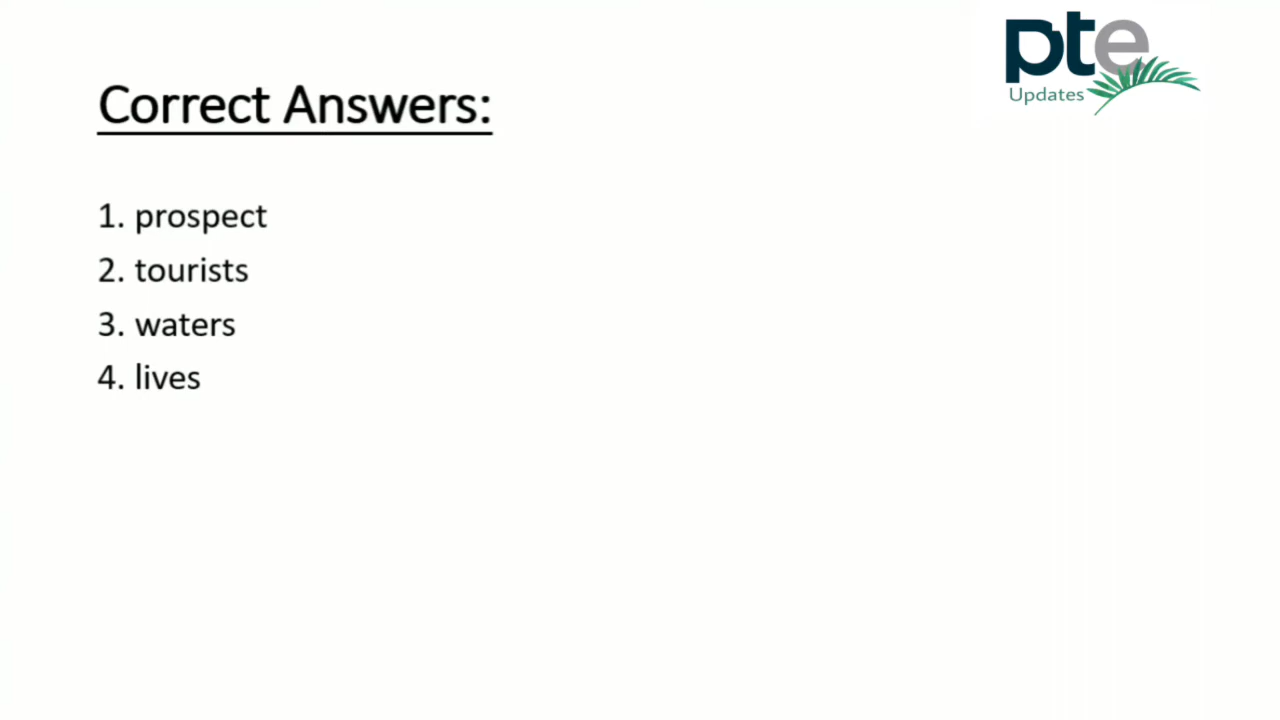 pte
Updates
Correct Answers:
1. prospect
2. tourists
3. waters
4. lives